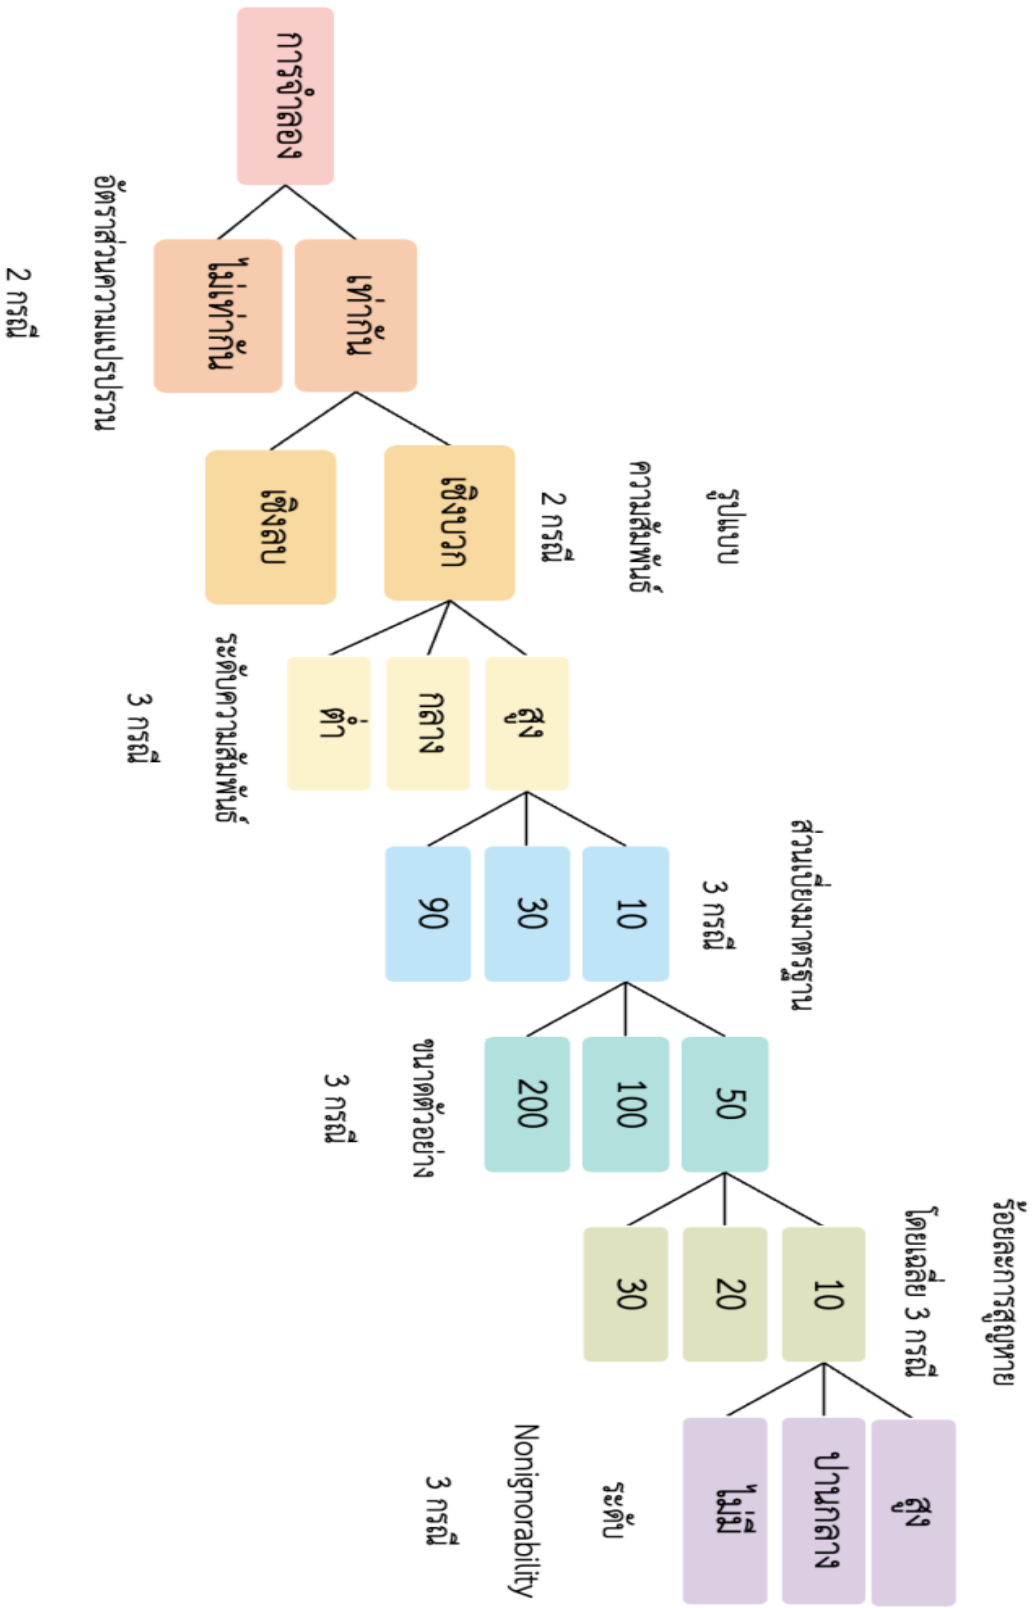 การจำลอง
เท่ากัน
ไม่เท่ากัน
อัตราส่วนความแปรปรวน
2 กรณี
รูปแบบ
ความสัมพันธ์
2 กรณี
เชิงบวก
เชิงลบ
สูง
กลาง
ต่ำ
ระดับความสัมพันธ์
3 กรณี
ส่วนเบี่ยงมาตรฐาน
3 กรณี
10
30
90
50
100
200
ขนาดตัวอย่าง
3 กรณี
ร้อยละการสูญหาย
โดยเฉลี่ย 3 กรณี
10
20
30
สูง
ปานกลาง
ไม่มี
ระดับ
Nonignorability
3 กรณี